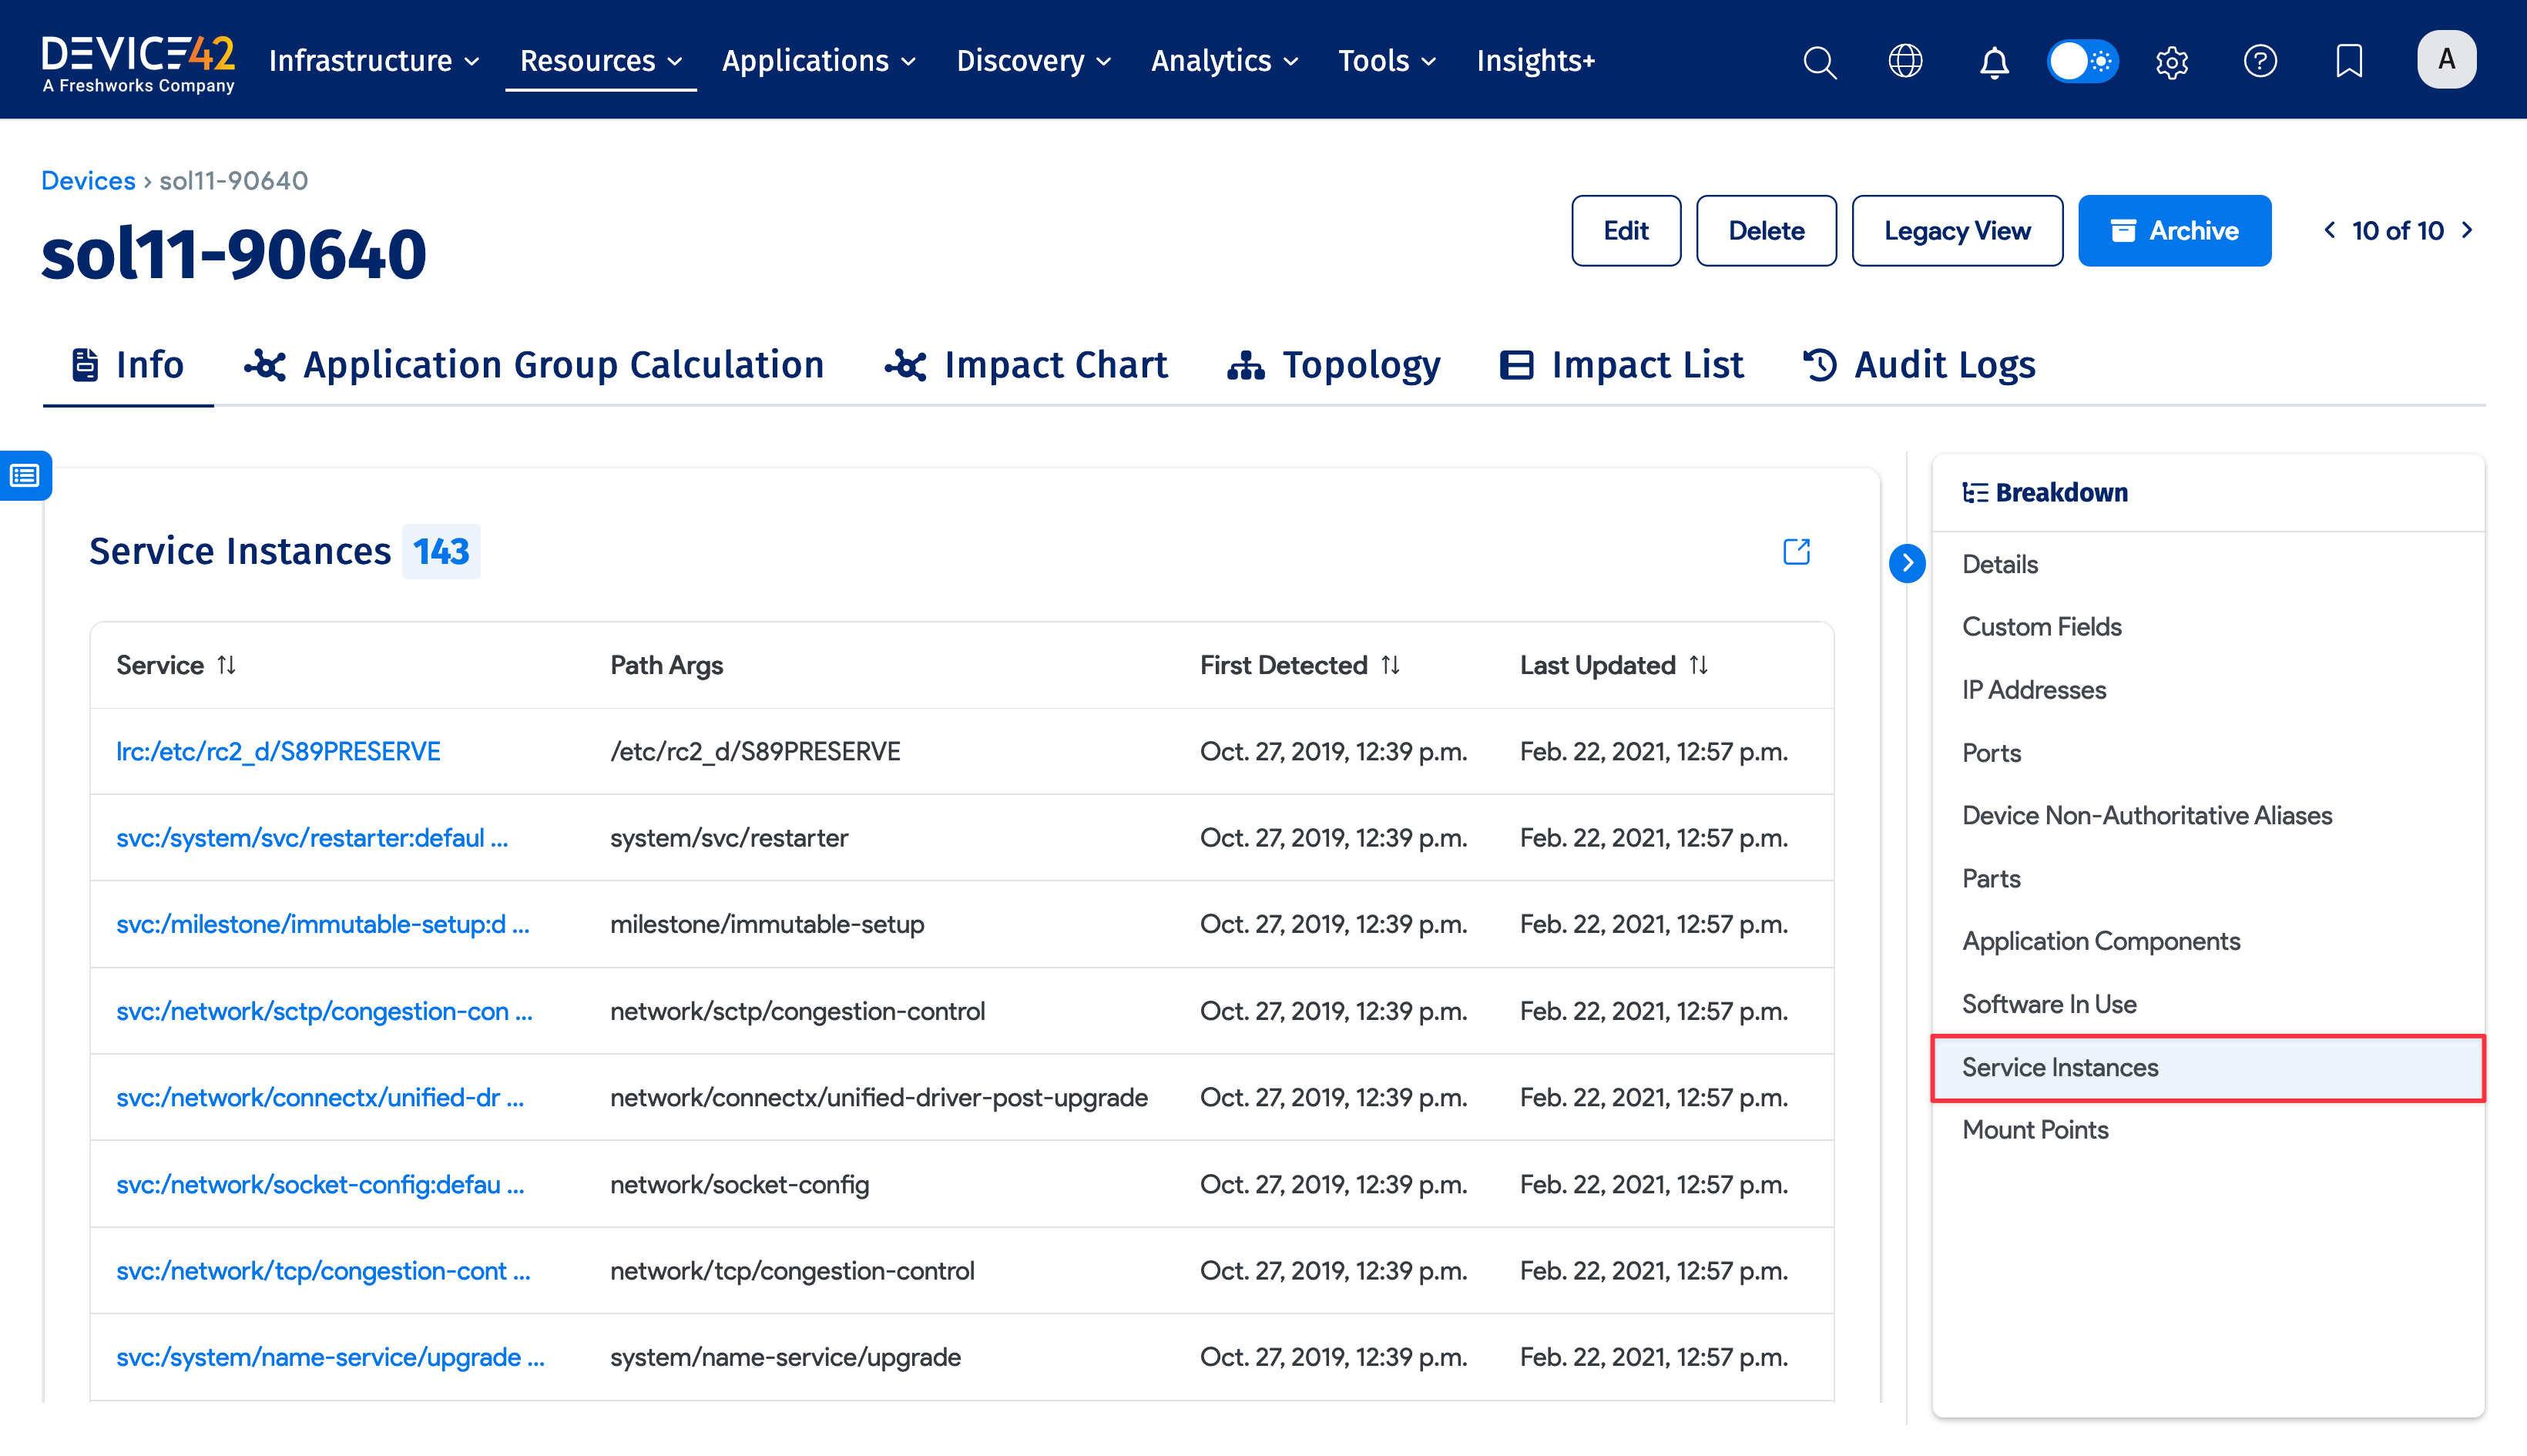 DEVICE42
A Freshworks Company
Infrastructure Resources Applications Discovery Analytics Tools Insights+
A
Devices › sol11-90640
sol11-90640
Edit Delete Legacy View Archive 10 of 10
Info Application Group Calculation Impact Chart Topology Impact List Audit Logs
Service Instances 143
Service Path Args First Detected Last Updated
lrc:/etc/rc2_d/S89PRESERVE /etc/rc2_d/S89PRESERVE Oct. 27, 2019, 12:39 p.m. Feb. 22, 2021, 12:57 p.m.
svc:/system/svc/restarter:defaul ... system/svc/restarter Oct. 27, 2019, 12:39 p.m. Feb. 22, 2021, 12:57 p.m.
svc:/milestone/immutable-setup:d ... milestone/immutable-setup Oct. 27, 2019, 12:39 p.m. Feb. 22, 2021, 12:57 p.m.
svc:/network/sctp/congestion-con ... network/sctp/congestion-control Oct. 27, 2019, 12:39 p.m. Feb. 22, 2021, 12:57 p.m.
svc:/network/connectx/unified-dr ... network/connectx/unified-driver-post-upgrade Oct. 27, 2019, 12:39 p.m. Feb. 22, 2021, 12:57 p.m.
svc:/network/socket-config:defau ... network/socket-config Oct. 27, 2019, 12:39 p.m. Feb. 22, 2021, 12:57 p.m.
svc:/network/tcp/congestion-cont ... network/tcp/congestion-control Oct. 27, 2019, 12:39 p.m. Feb. 22, 2021, 12:57 p.m.
svc:/system/name-service/upgrade ... system/name-service/upgrade Oct. 27, 2019, 12:39 p.m. Feb. 22, 2021, 12:57 p.m.
Breakdown
Details
Custom Fields
IP Addresses
Ports
Device Non-Authoritative Aliases
Parts
Application Components
Software In Use
Service Instances
Mount Points